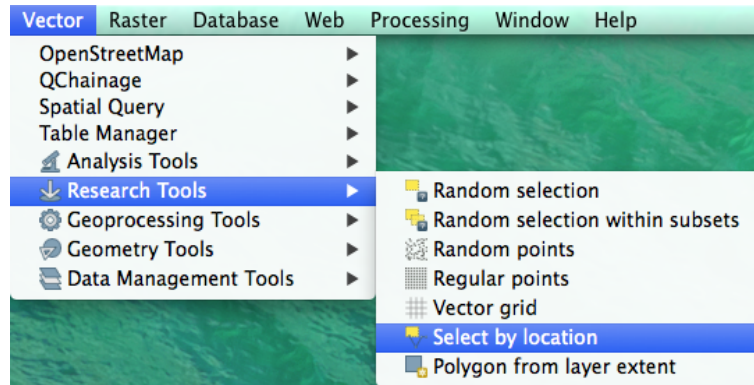 Vector Raster Database Web Processing Window Help
OpenStreetMap
QChainage
Spatial Query
Table Manager
Analysis Tools
Research Tools
Geoprocessing Tools
Geometry Tools
Data Management Tools
Random selection
Random selection within subsets
Random points
Regular points
Vector grid
Select by location
Polygon from layer extent